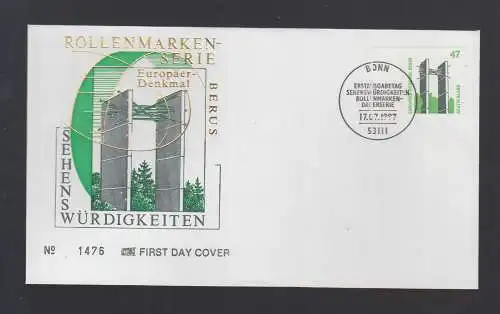 ROLLENMARKEN-
SERIE
Europäer-
Denkmal
BERUS
SEHENS
WÜRDIGKEITEN
Nº 1476 FIRST DAY COVER
BONN
ERSTAUSGABETAG
SEHENSWÜRDIGKEITEN
ROLLENMARKEN-
DAUERSERIE
17.07.1997
53111
47